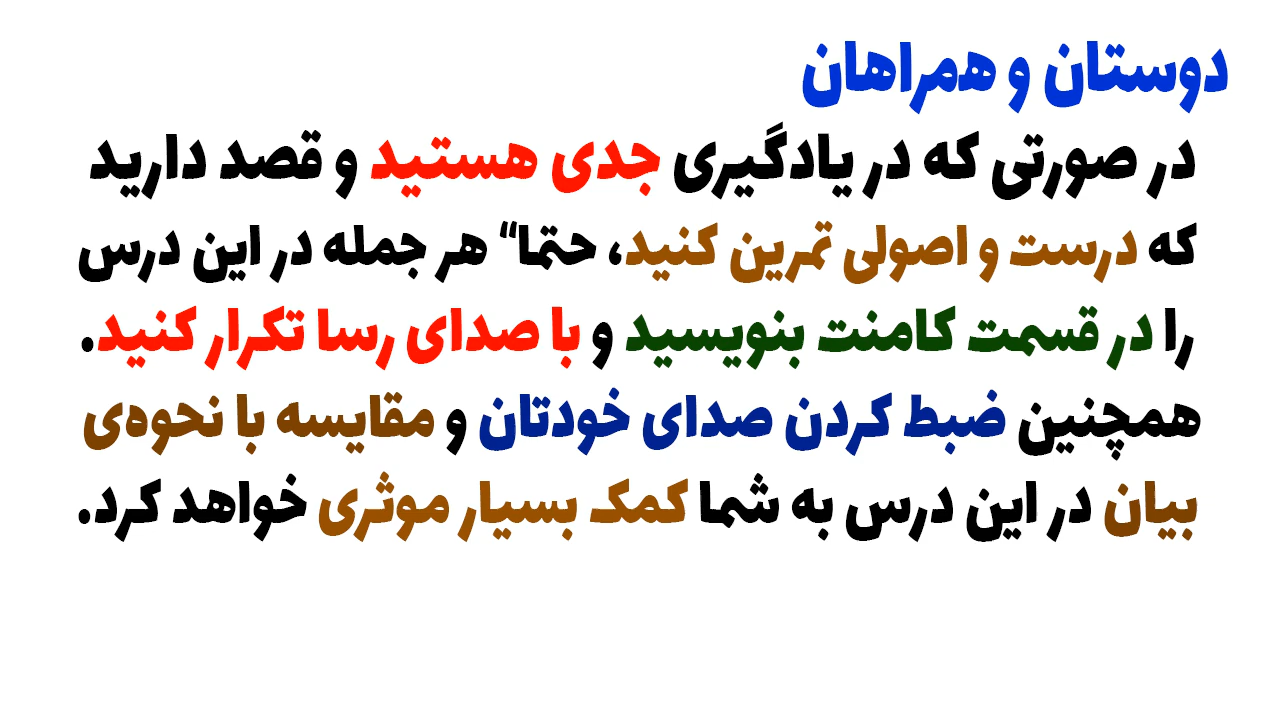 دوستان و همراهان
در صورتی که در یادگیری جدی هستید و قصد دارید
که درست و اصولی تمرین کنید، حتما“ هر جمله در این درس
را در قسمت کامنت بنویسید و با صدای رسا تکرار کنید.
همچنین ضبط کردن صدای خودتان و مقایسه با نحوه‌ی
بیان در این درس به شما کمک بسیار موثری خواهد کرد.